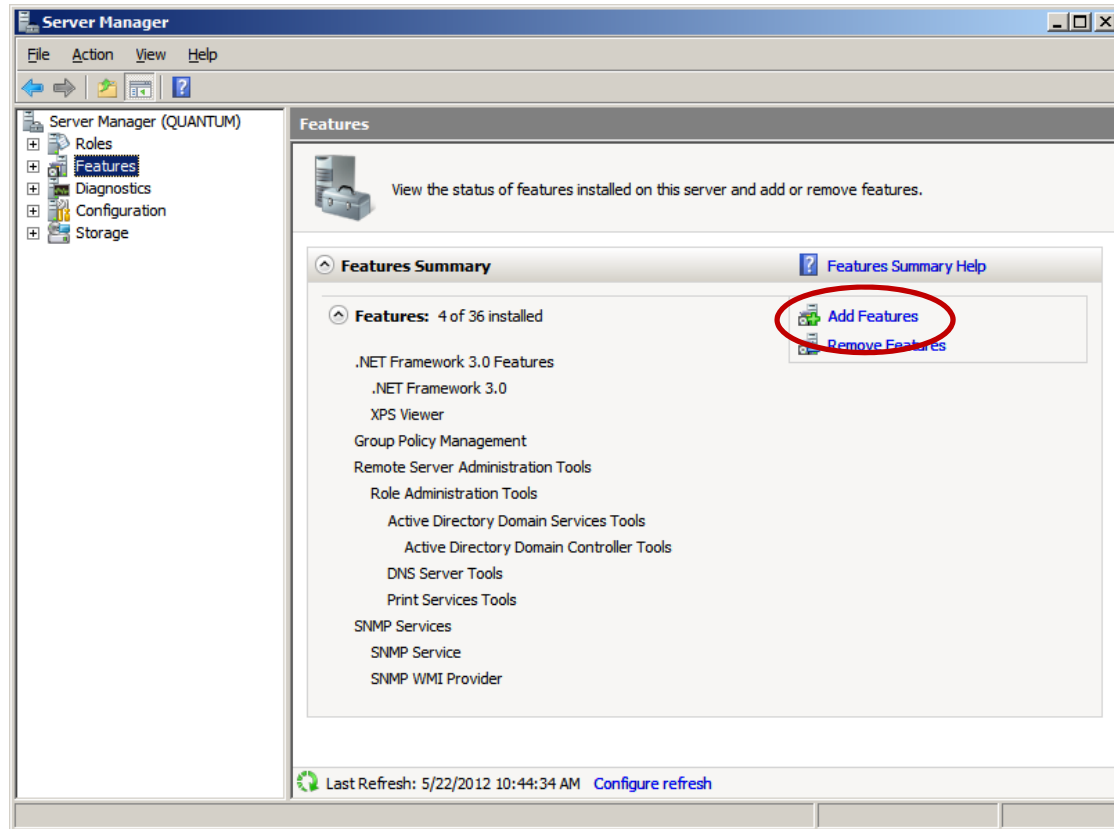 Server Manager
File Action View Help
Server Manager (QUANTUM)
Roles
Features
Diagnostics
Configuration
Storage
Features
View the status of features installed on this server and add or remove features.
Features Summary
Features Summary Help
Features: 4 of 36 installed
Add Features
Remove Features
.NET Framework 3.0 Features
.NET Framework 3.0
XPS Viewer
Group Policy Management
Remote Server Administration Tools
Role Administration Tools
Active Directory Domain Services Tools
Active Directory Domain Controller Tools
DNS Server Tools
Print Services Tools
SNMP Services
SNMP Service
SNMP WMI Provider
Last Refresh: 5/22/2012 10:44:34 AM Configure refresh